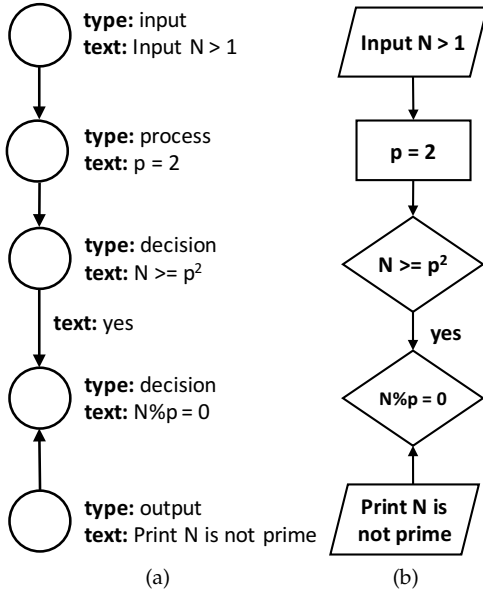 type: input
text: Input N > 1
type: process
text: p = 2
type: decision
text: N >= p²
text: yes
type: decision
text: N%p = 0
type: output
text: Print N is not prime
(a)
Input N > 1
p = 2
N >= p²
yes
N%p = 0
Print N is
not prime
(b)